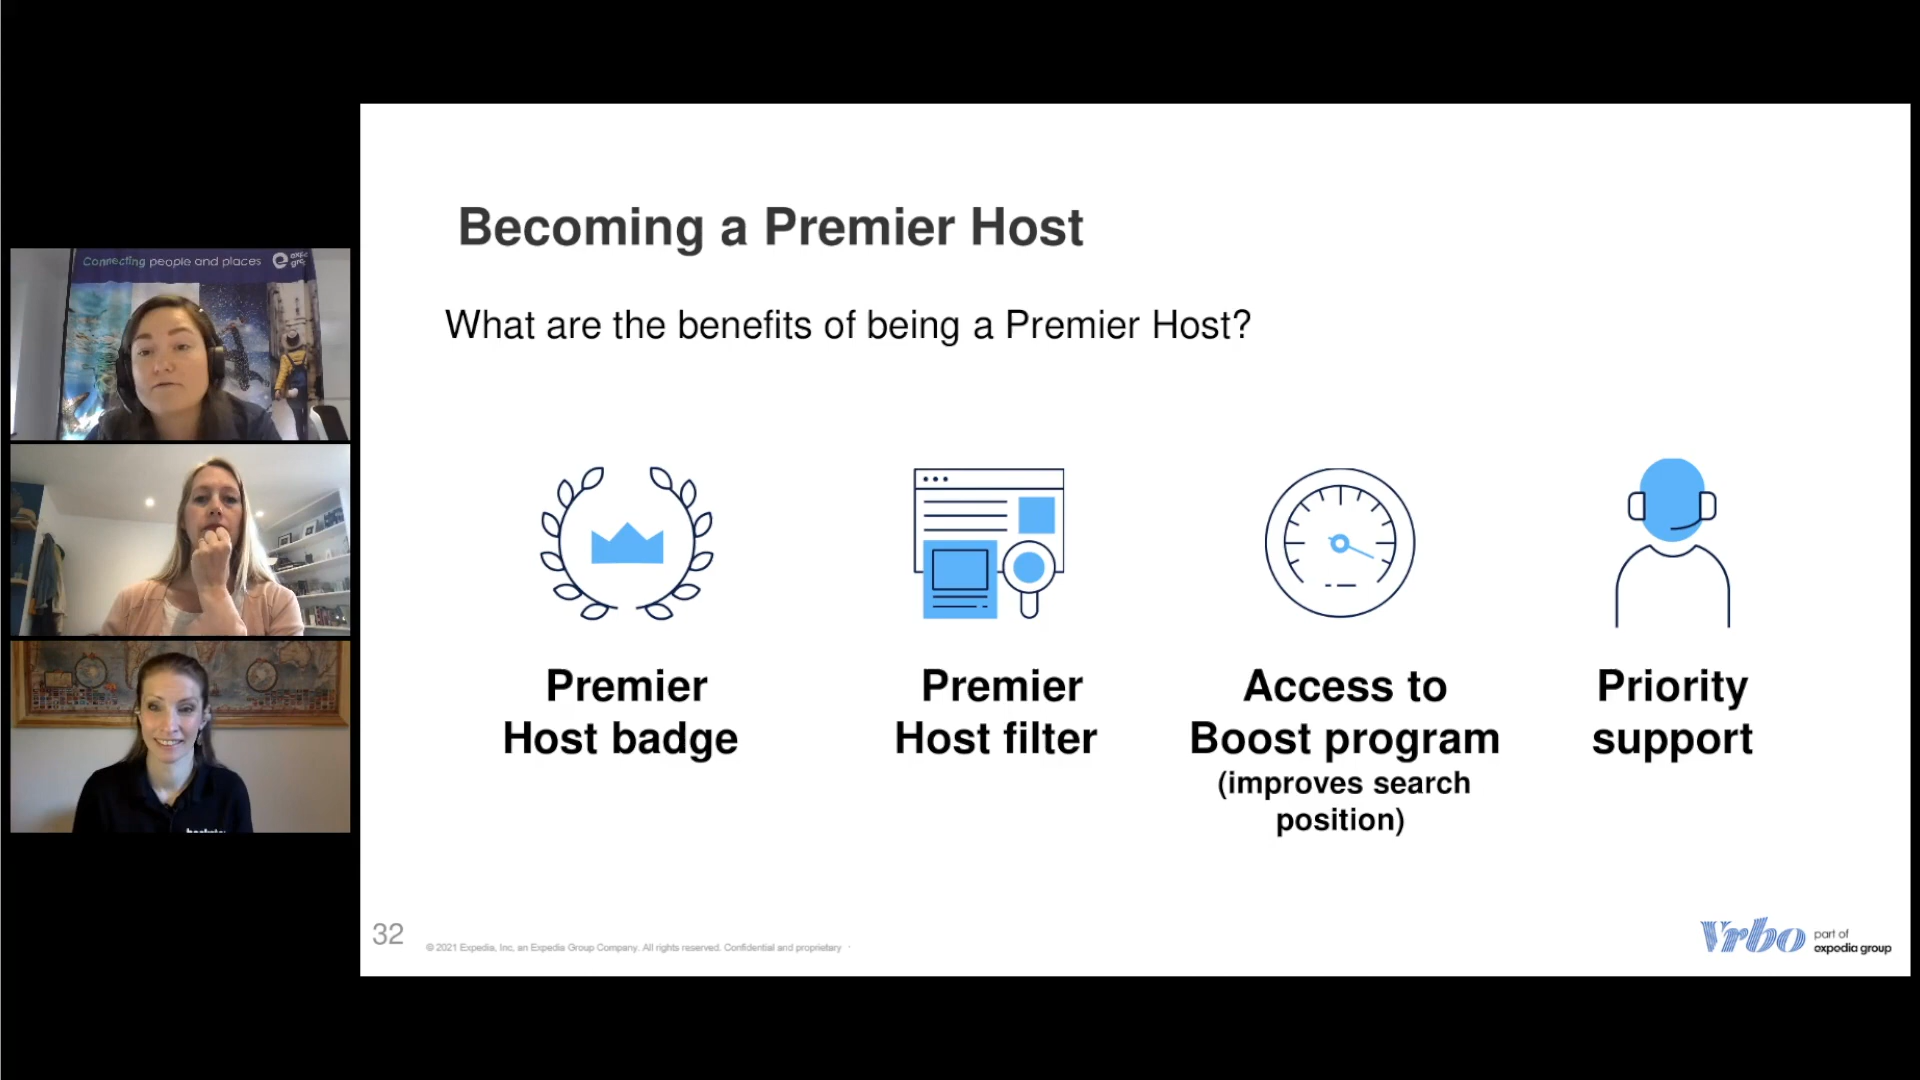 Connecting people and places
Becoming a Premier Host
What are the benefits of being a Premier Host?
Premier
Host badge
Premier
Host filter
Access to
Boost program
(improves search
position)
Priority
support
32
© 2021 Expedia, Inc, an Expedia Group Company. All rights reserved. Confidential and proprietary
Vrbo
part of
expedia group